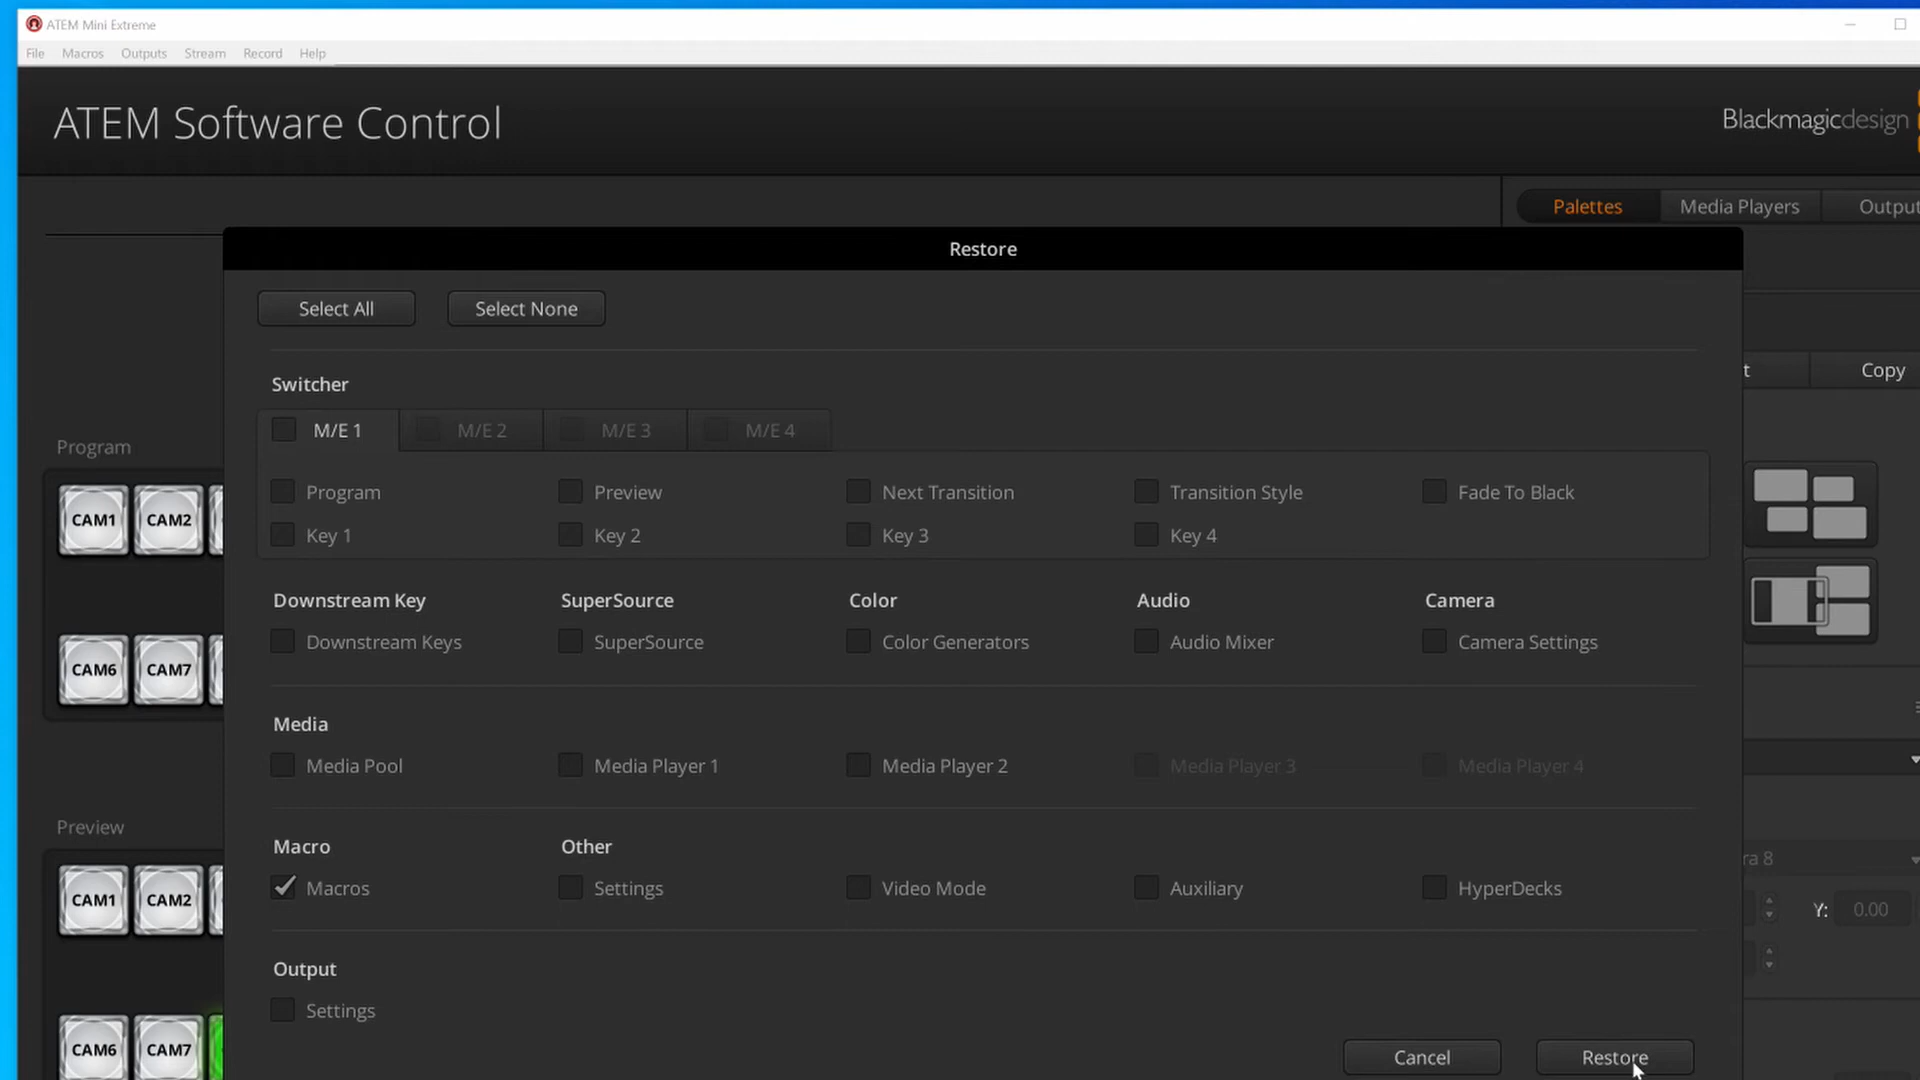 ATEM Mini Extreme
File Macros Outputs Stream Record Help
ATEM Software Control
Blackmagicdesign
Palettes Media Players Output
Restore
Select All Select None
Switcher
M/E 1 M/E 2 M/E 3 M/E 4
Copy
Program
Program Preview Next Transition Transition Style Fade To Black
CAM1 CAM2
Key 1 Key 2 Key 3 Key 4
Downstream Key SuperSource Color Audio Camera
Downstream Keys SuperSource Color Generators Audio Mixer Camera Settings
CAM6 CAM7
Media
Media Pool Media Player 1 Media Player 2 Media Player 3 Media Player 4
Preview
Macro Other
ra 8
Macros Settings Video Mode Auxiliary HyperDecks
CAM1 CAM2
Y: 0.00
Output
Settings
CAM6 CAM7
Cancel Restore